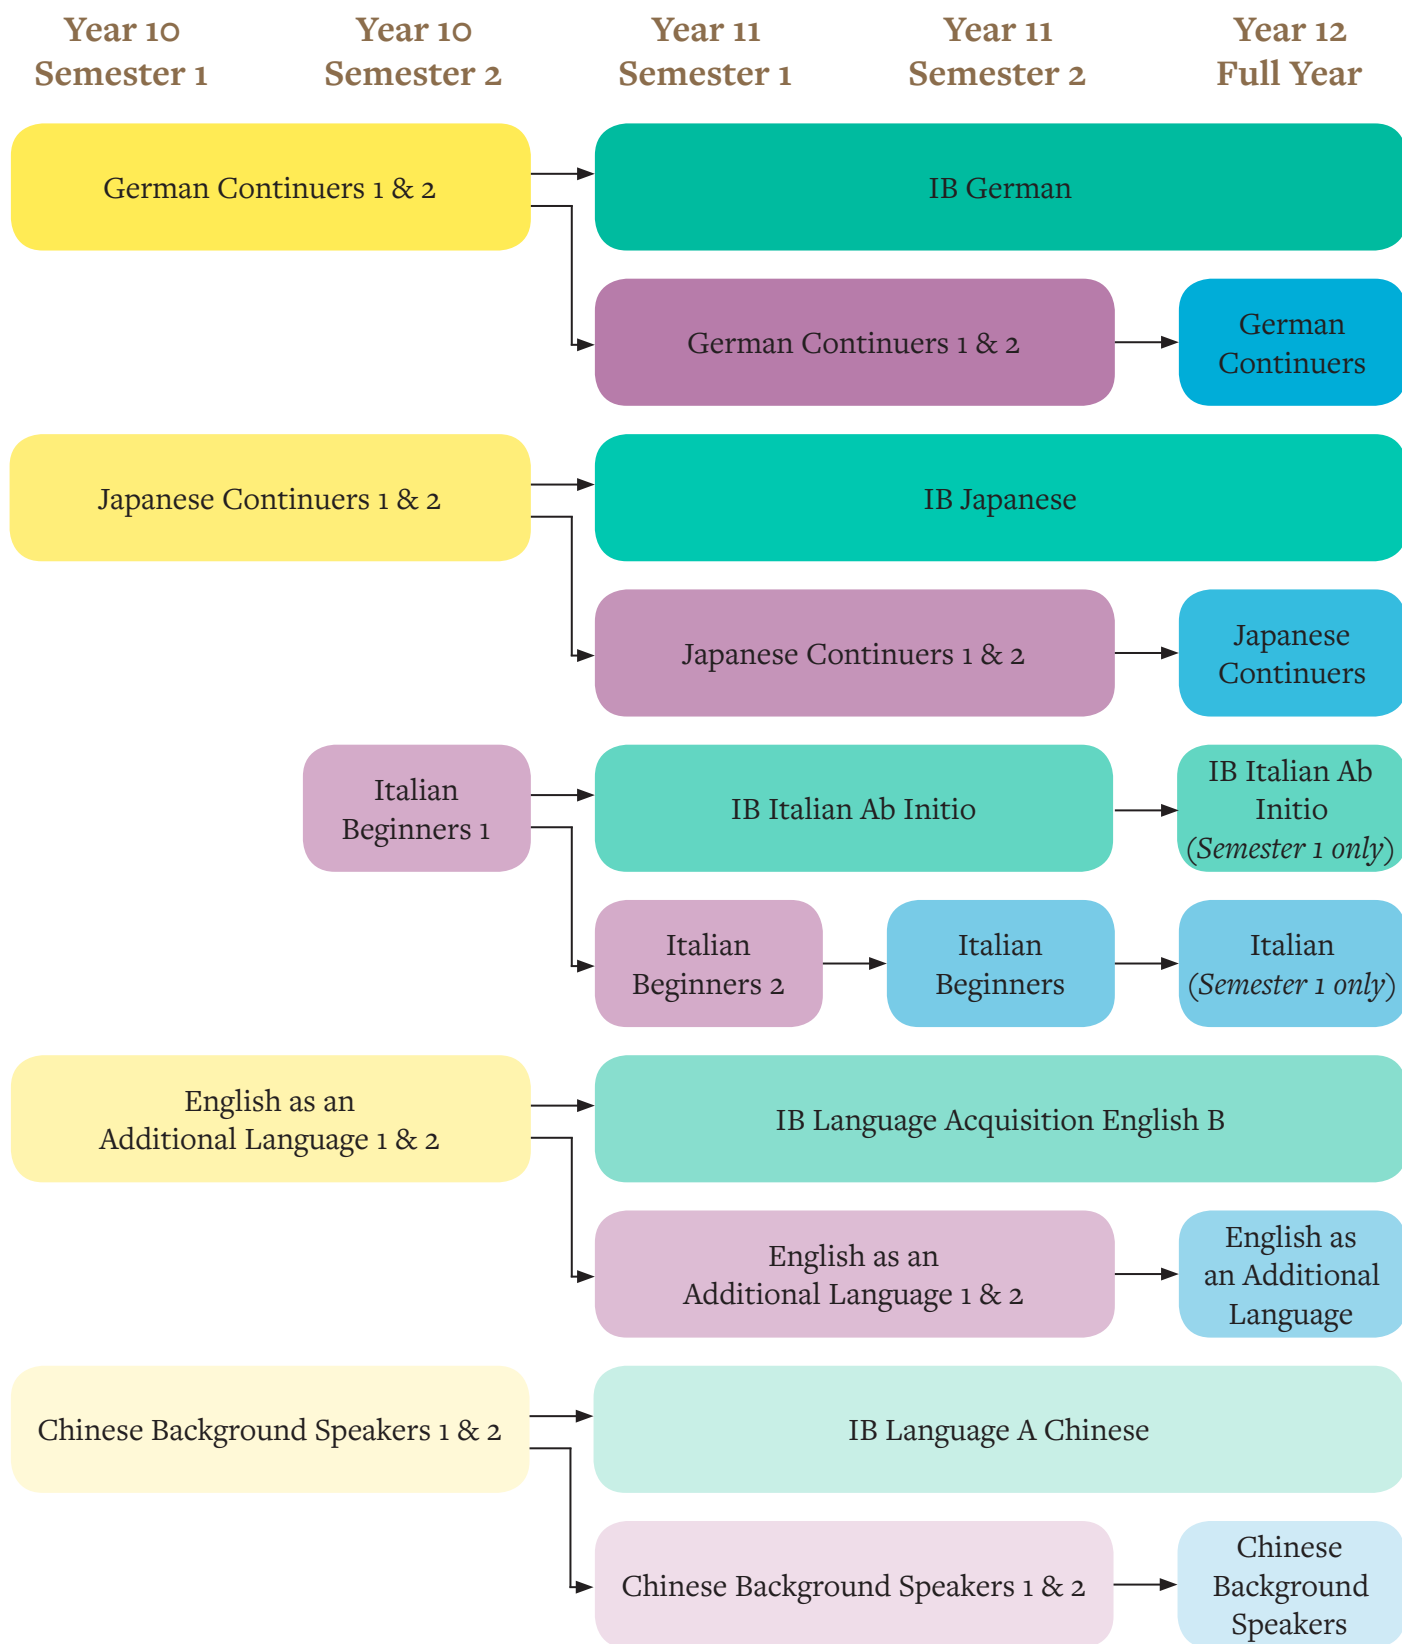 Year 10
Semester 1
Year 10
Semester 2
Year 11
Semester 1
Year 11
Semester 2
Year 12
Full Year
German Continuers 1 & 2
IB German
German Continuers 1 & 2
German
Continuers
Japanese Continuers 1 & 2
IB Japanese
Japanese Continuers 1 & 2
Japanese
Continuers
Italian
Beginners 1
IB Italian Ab Initio
IB Italian Ab
Initio
(Semester 1 only)
Italian
Beginners 2
Italian
Beginners
Italian
(Semester 1 only)
English as an
Additional Language 1 & 2
IB Language Acquisition English B
English as an
Additional Language 1 & 2
English as
an Additional
Language
Chinese Background Speakers 1 & 2
IB Language A Chinese
Chinese Background Speakers 1 & 2
Chinese
Background
Speakers